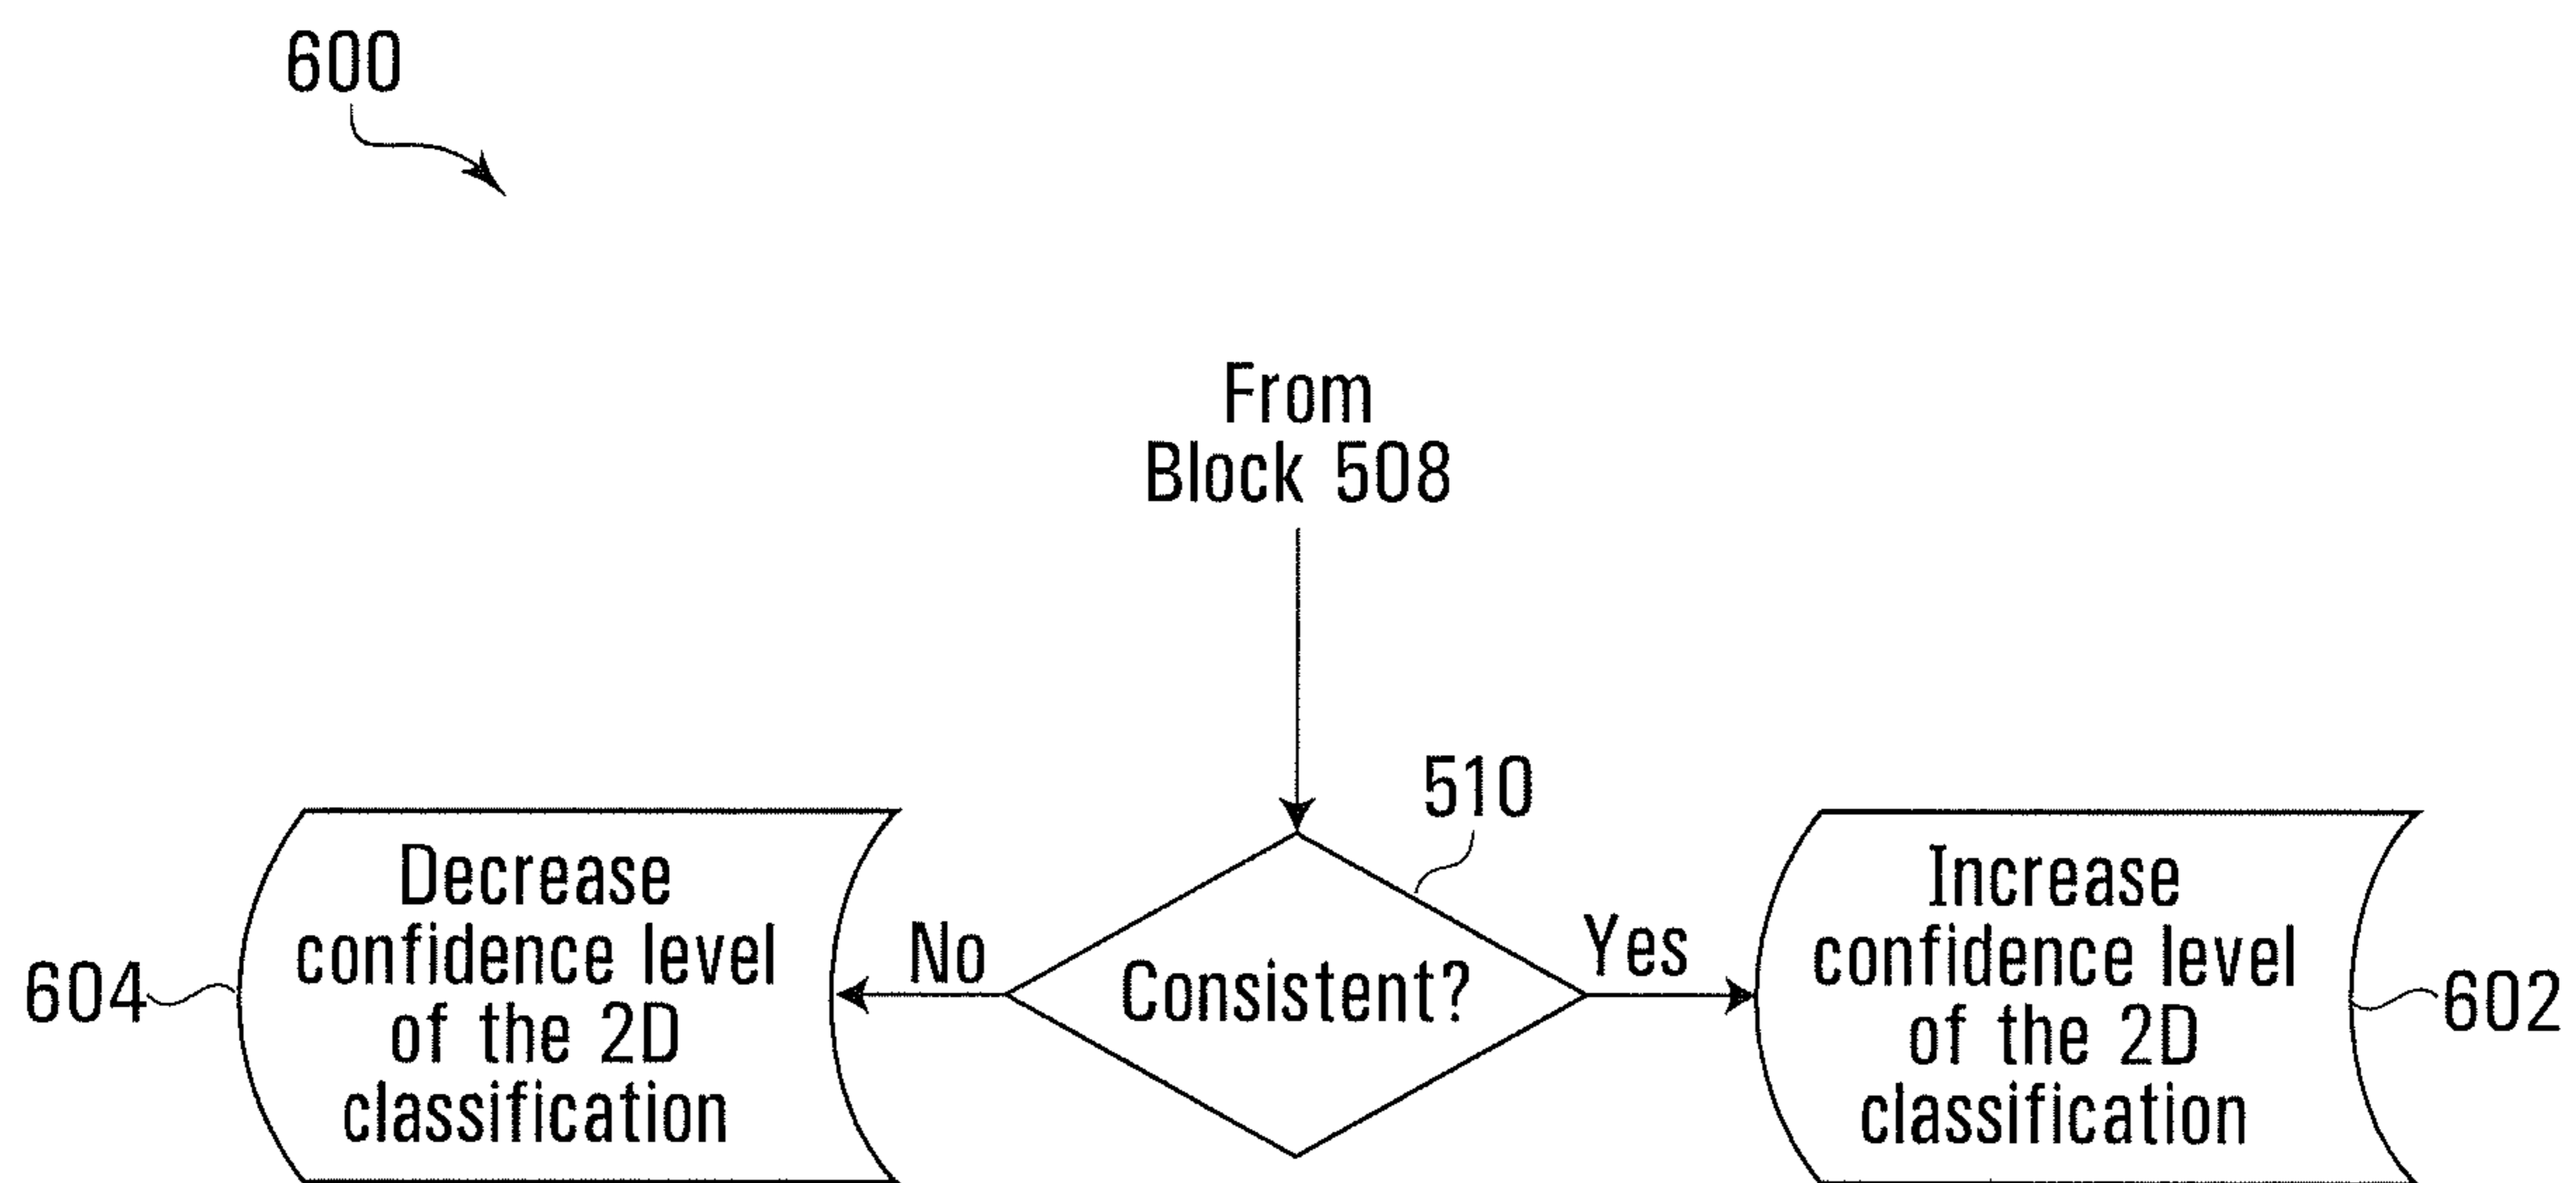 600
From
Block 508
510
Decrease
confidence level
of the 2D
classification
604
No
Consistent?
Yes
Increase
confidence level
of the 2D
classification
602